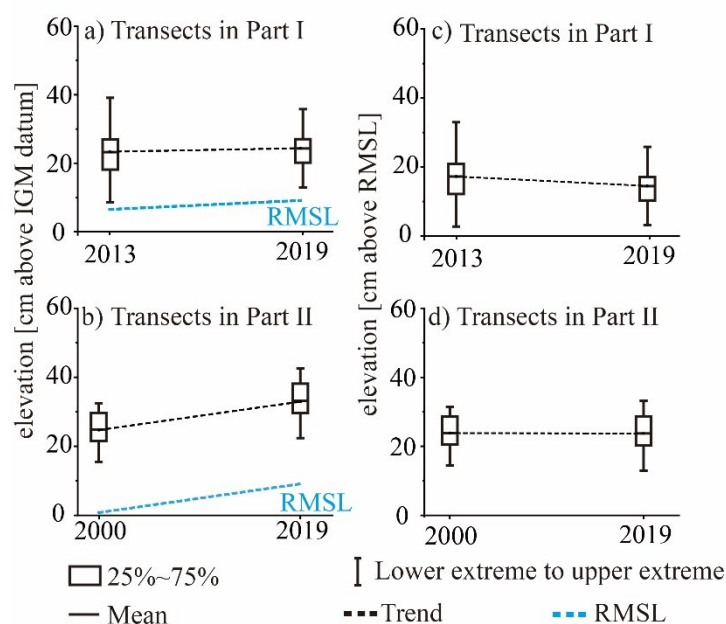 a) Transects in Part I
elevation [cm above IGM datum]
60
40
20
0
RMSL
2013
2019
c) Transects in Part I
elevation [cm above RMSL]
60
40
20
0
2013
2019
b) Transects in Part II
60
40
20
0
RMSL
2000
2019
d) Transects in Part II
60
40
20
0
2000
2019
25%~75%
Lower extreme to upper extreme
Mean
Trend
RMSL